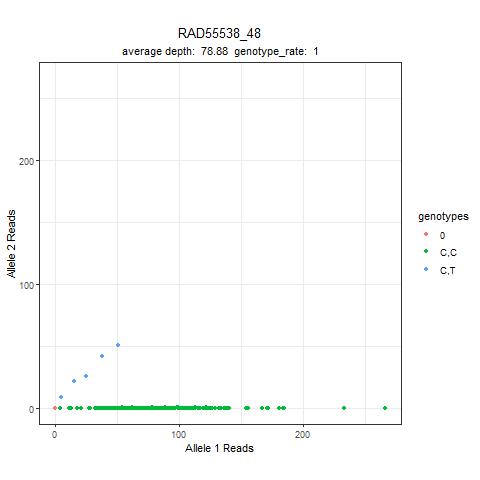 RAD55538_48
average depth: 78.88 genotype_rate: 1
Allele 2 Reads
200
100
0
0
100
200
Allele 1 Reads
genotypes
0
C,C
C,T